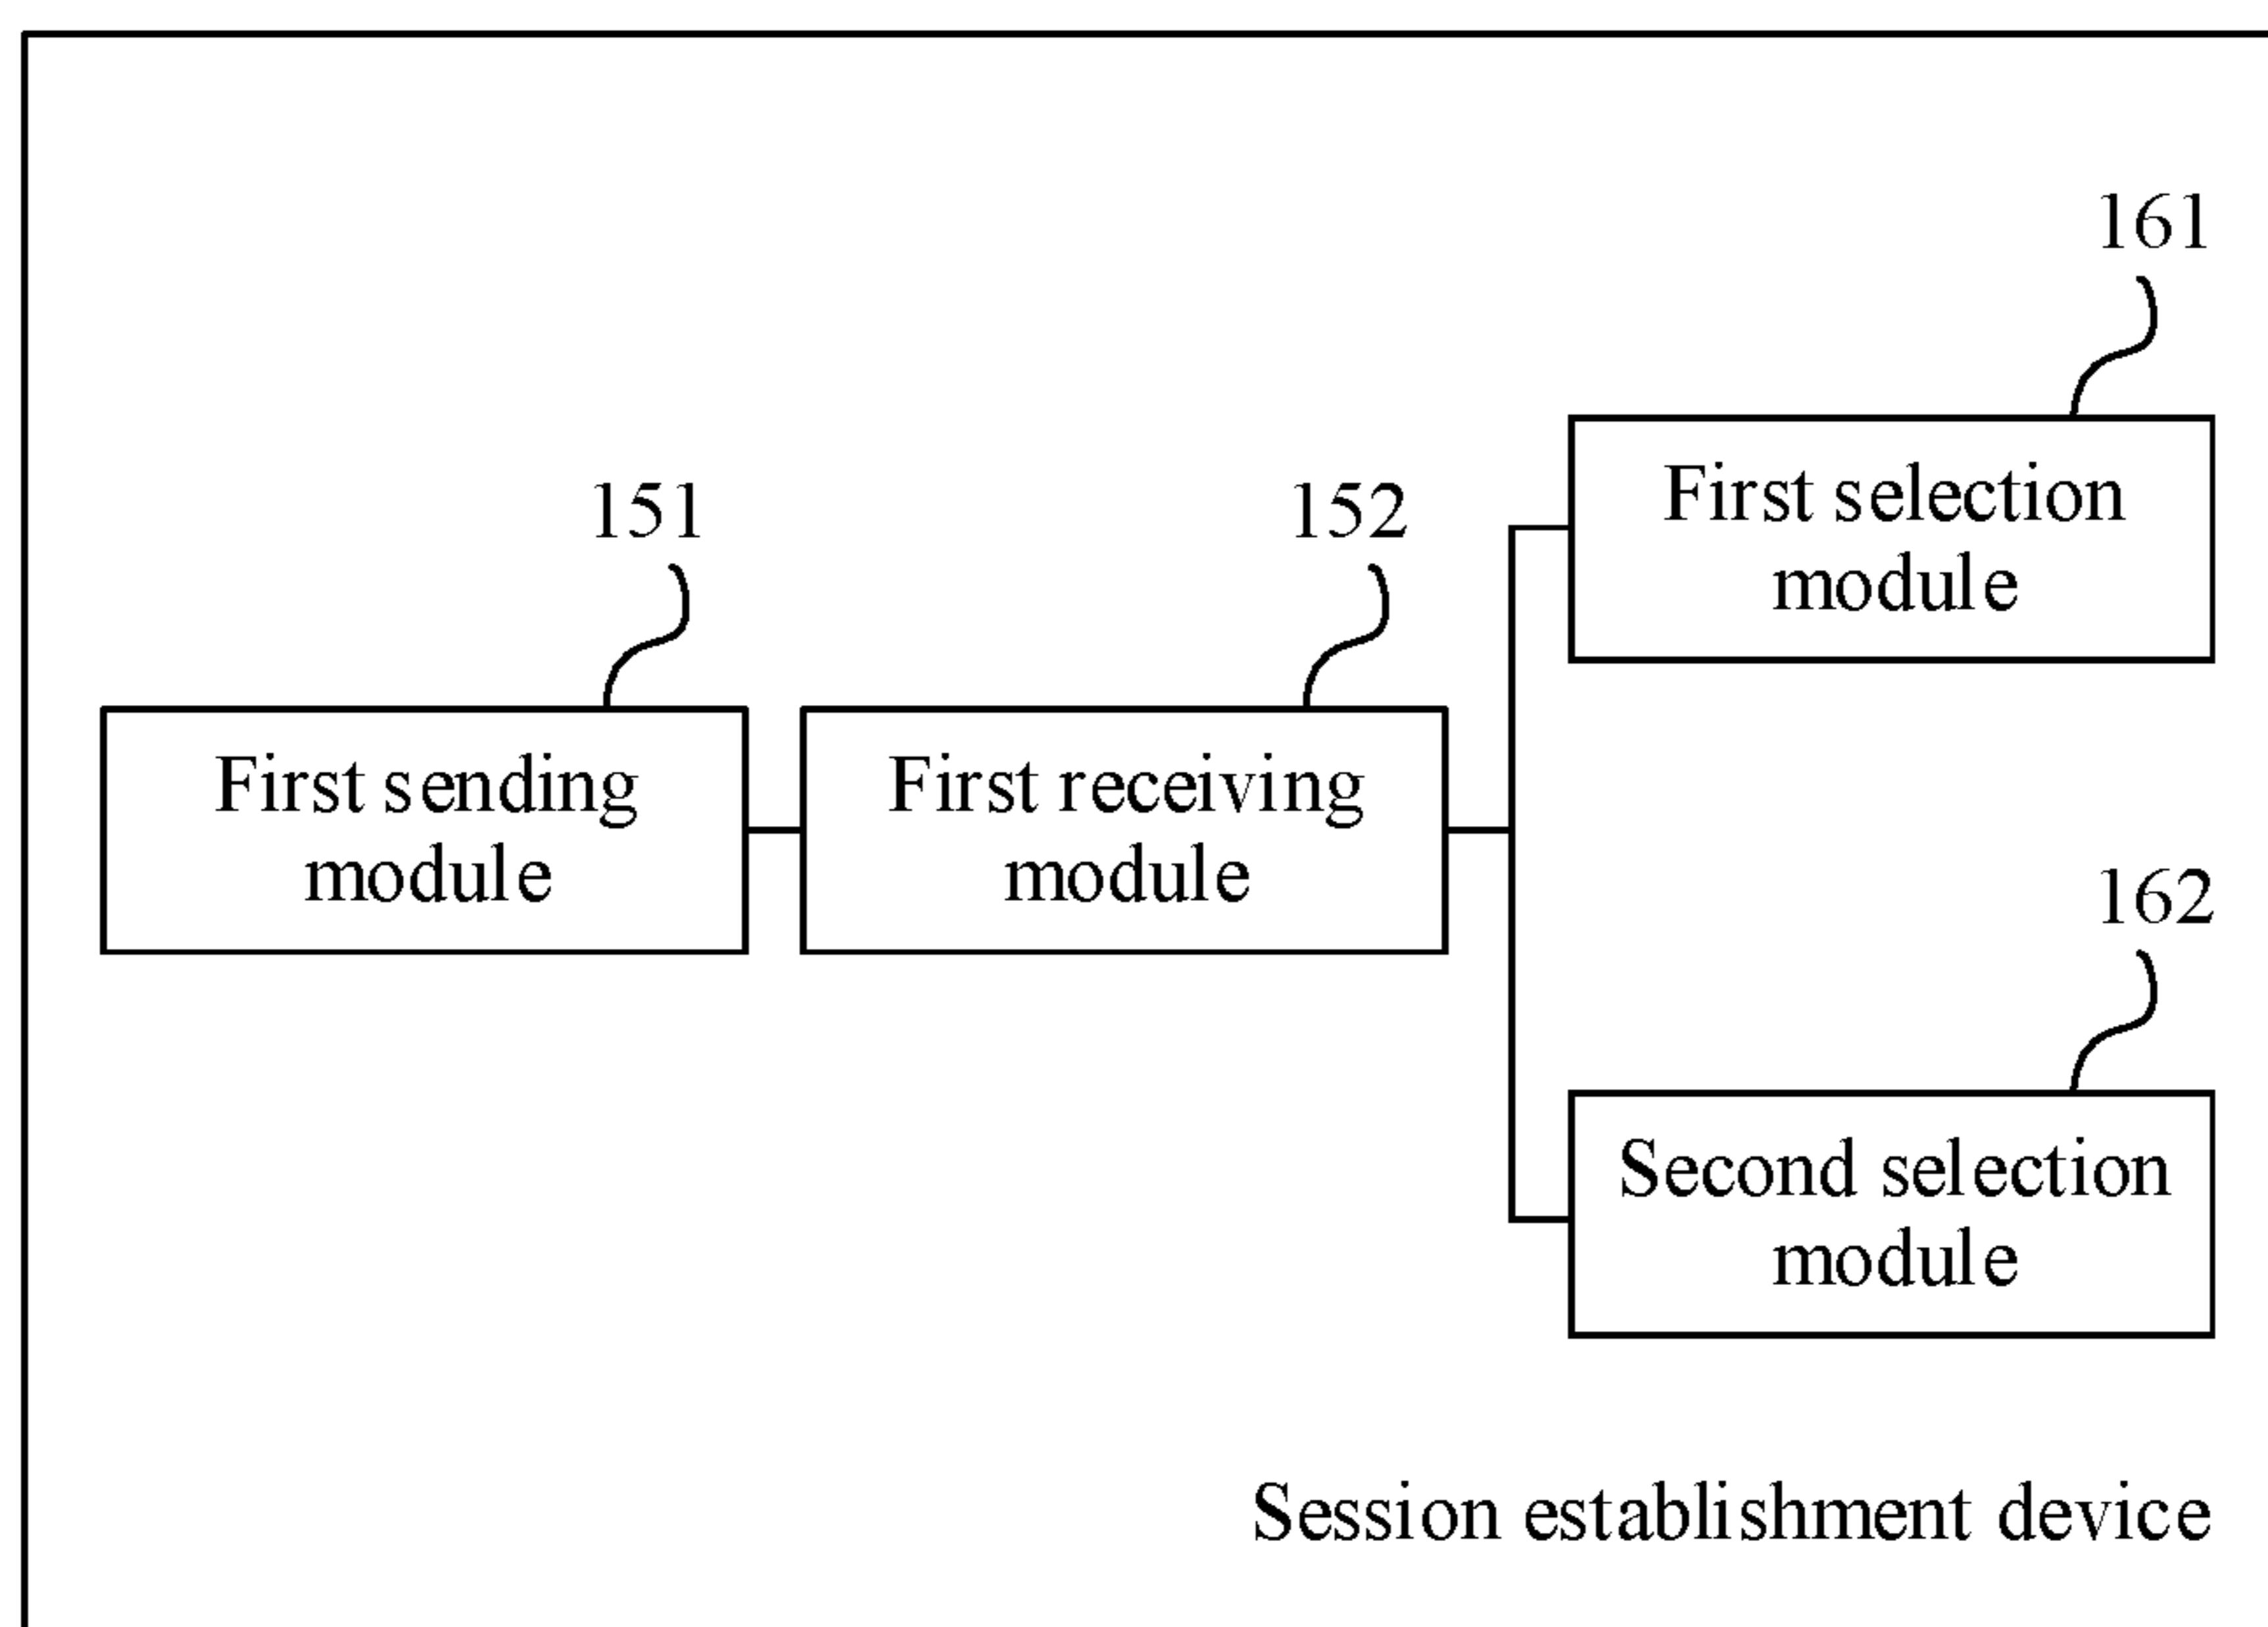 161
First selection
module
151
152
First sending
module
First receiving
module
162
Second selection
module
Session establishment device